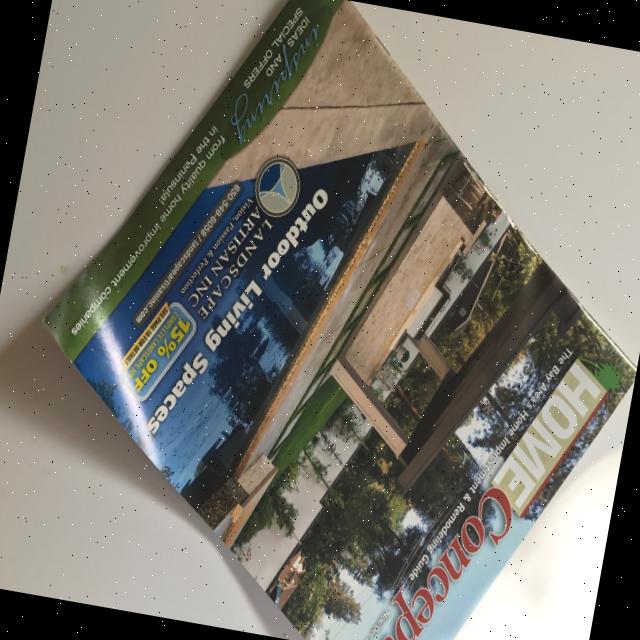 HOME
The Bay Area Home Improvement & Remodeling Guide
Outdoor Living Spaces
LANDSCAPE
ARTISAN INC
Vision, Passion & Perfection
15% OFF
inspiring
IDEAS AND
SPECIAL OFFERS
from quality home improvement companies
in the Peninsula!